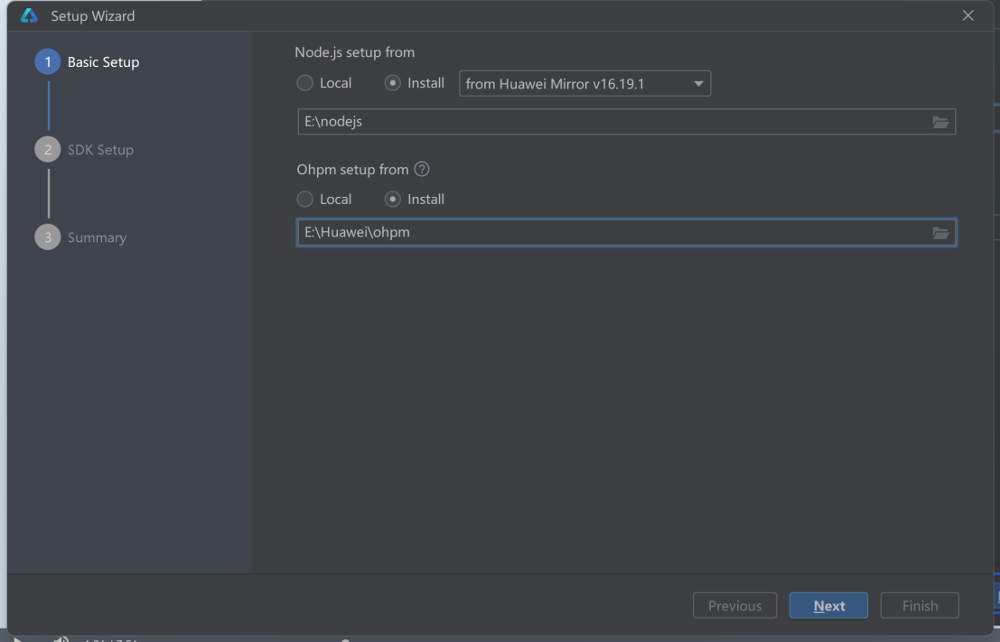 Setup Wizard
1 Basic Setup
2 SDK Setup
3 Summary
Node.js setup from
Local Install from Huawei Mirror v16.19.1
E:\nodejs
Ohpm setup from ?
Local Install
E:\Huawei\ohpm
Previous Next Finish